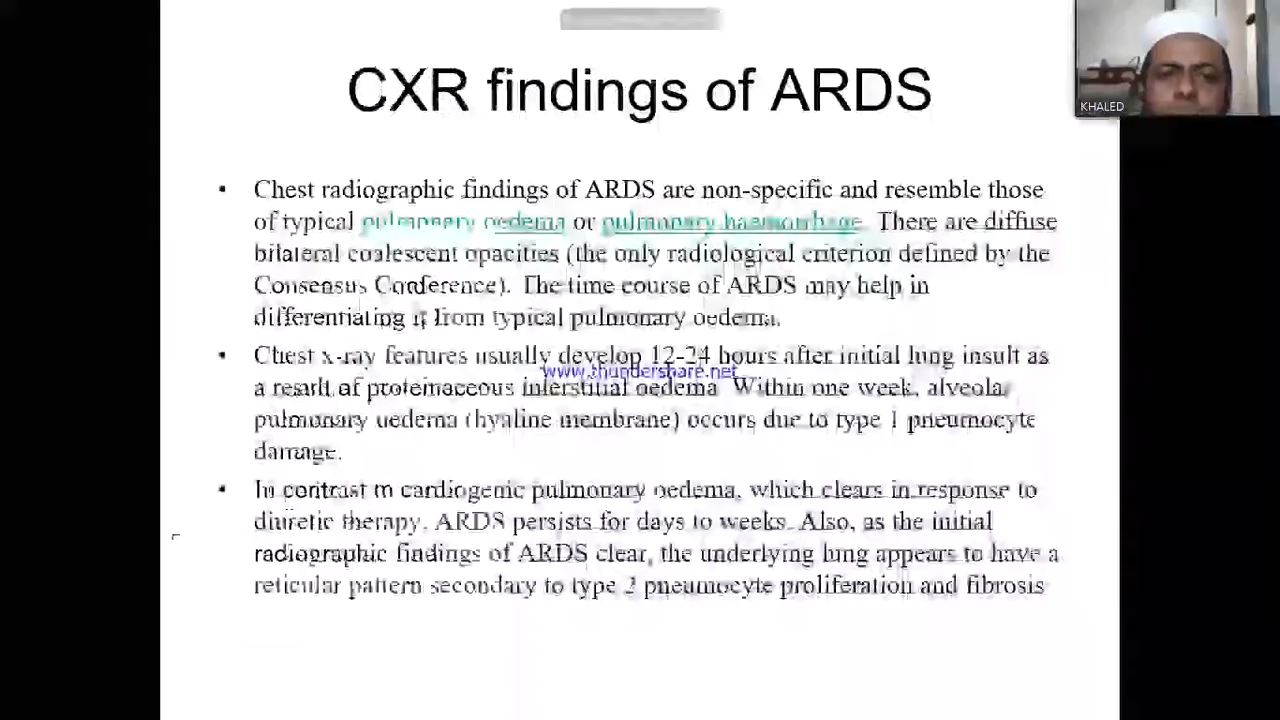 CXR findings of ARDS
KHALED
• Chest radiographic findings of ARDS are non-specific and resemble those
of typical pulmonary oedema or pulmonary haemorrhage. There are diffuse
bilateral coalescent opacities (the only radiological criterion defined by the
Consensus Conference). The time course of ARDS may help in
differentiating it from typical pulmonary oedema.
• Chest x-ray features usually develop 12-24 hours after initial lung insult as
www.thundershare.net
a result of proteinaceous interstitial oedema. Within one week, alveolar
pulmonary oedema (hyaline membrane) occurs due to type 1 pneumocyte
damage.
• In contrast to cardiogenic pulmonary oedema, which clears in response to
diuretic therapy, ARDS persists for days to weeks. Also, as the initial
radiographic findings of ARDS clear, the underlying lung appears to have a
reticular pattern secondary to type 2 pneumocyte proliferation and fibrosis